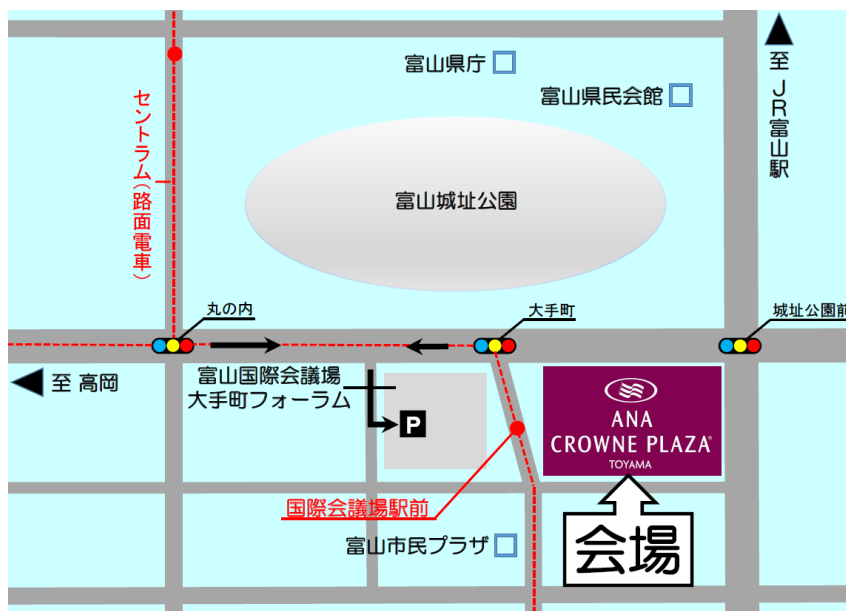 富山県庁
富山県民会館
至 JR富山駅
セントラム(路面電車)
富山城址公園
丸の内
大手町
城址公園前
至 高岡
富山国際会議場
大手町フォーラム
P
ANA
CROWNE PLAZA®
TOYAMA
国際会議場駅前
富山市民プラザ
会場